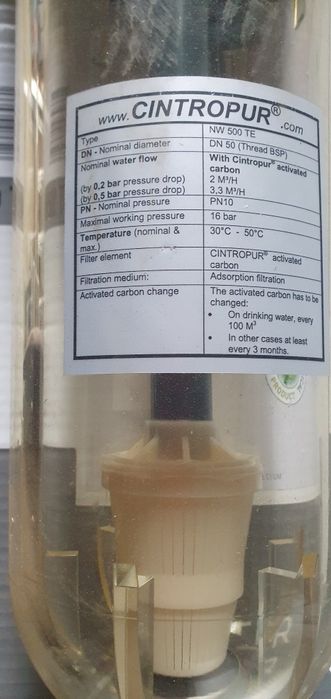 www.CINTROPUR®.com
Type NW 500 TE
DN - Nominal diameter DN 50 (Thread BSP)
Nominal water flow With Cintropur® activated
carbon
(by 0,2 bar pressure drop) 2 M³/H
(by 0,5 bar pressure drop) 3,3 M³/H
PN - Nominal pressure PN10
Maximal working pressure 16 bar
Temperature (nominal & 30°C - 50°C
max.)
Filter element CINTROPUR® activated
carbon
Filtration medium: Adsorption filtration
Activated carbon change The activated carbon has to be
changed:
• On drinking water, every
100 M³
• In other cases at least
every 3 months.
PRODUCT